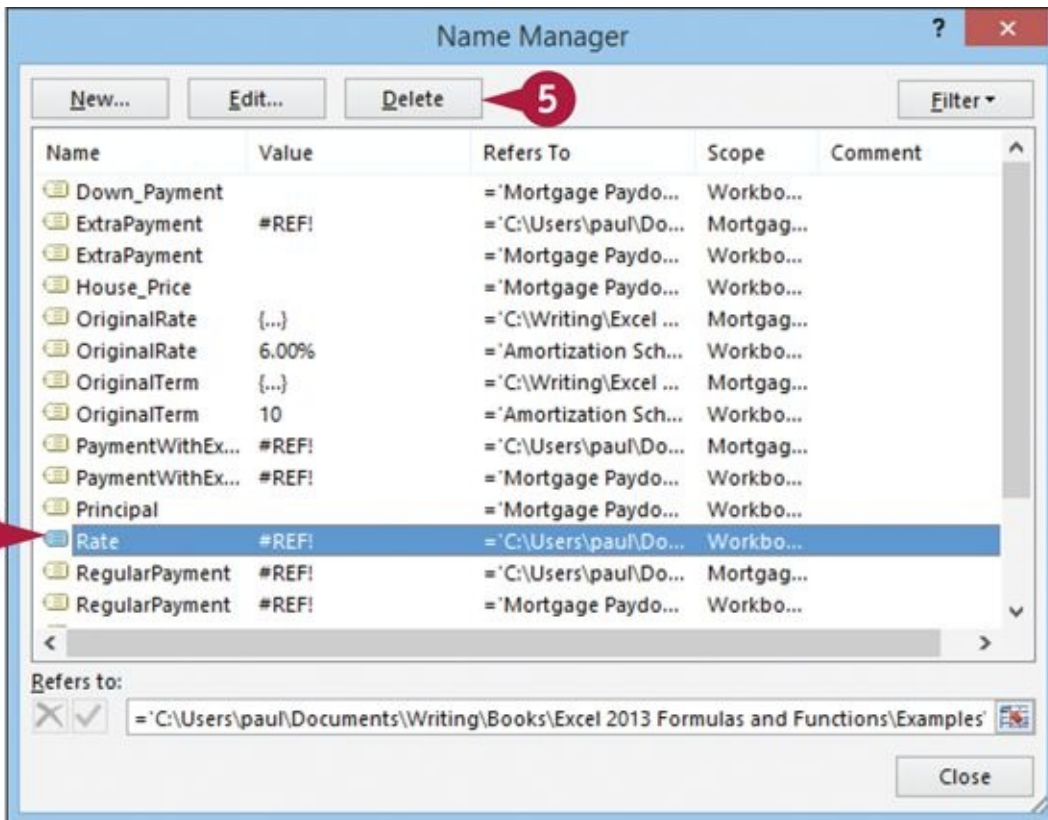 Name Manager ?
New... Edit... Delete 5 Filter
Name Value Refers To Scope Comment
Down_Payment ='Mortgage Paydo... Workbo...
ExtraPayment #REF! ='C:\Users\paul\Do... Mortgag...
ExtraPayment ='Mortgage Paydo... Workbo...
House_Price ='Mortgage Paydo... Workbo...
OriginalRate {...} ='C:\Writing\Excel ... Mortgag...
OriginalRate 6.00% ='Amortization Sch... Workbo...
OriginalTerm {...} ='C:\Writing\Excel ... Mortgag...
OriginalTerm 10 ='Amortization Sch... Workbo...
PaymentWithEx... #REF! ='C:\Users\paul\Do... Mortgag...
PaymentWithEx... #REF! ='Mortgage Paydo... Workbo...
Principal ='Mortgage Paydo... Workbo...
Rate #REF! ='C:\Users\paul\Do... Workbo...
RegularPayment #REF! ='C:\Users\paul\Do... Mortgag...
RegularPayment #REF! ='Mortgage Paydo... Workbo...
Refers to:
='C:\Users\paul\Documents\Writing\Books\Excel 2013 Formulas and Functions\Examples'
Close